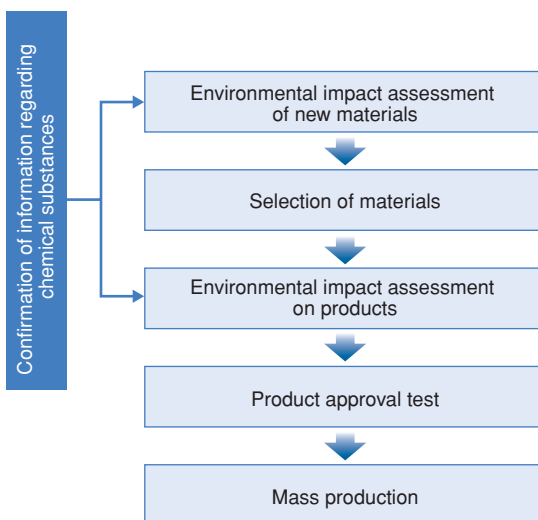 Confirmation of information regarding
chemical substances
Environmental impact assessment
of new materials
Selection of materials
Environmental impact assessment
on products
Product approval test
Mass production